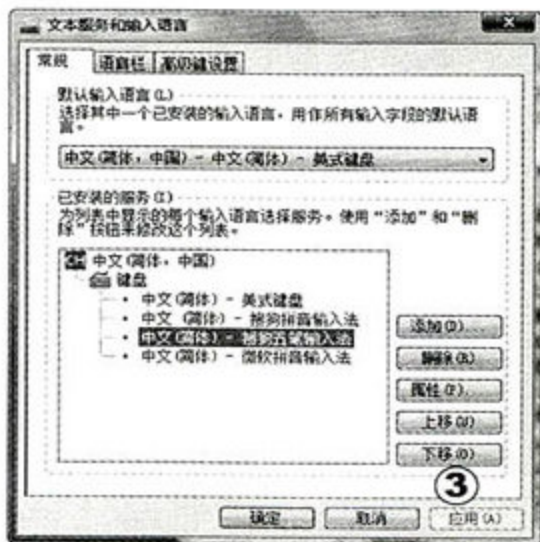 文本服务和输入语言
常规
语言栏
高级键设置
默认输入语言(L)
选择其中一个已安装的输入语言，用作所有输入字段的默认语
言。
中文(简体，中国) - 中文(简体) - 美式键盘
已安装的服务(I)
为列表中显示的每个输入语言选择服务。使用“添加”和“删
除”按钮来修改这个列表。
CH 中文(简体，中国)
键盘
中文(简体) - 美式键盘
中文 (简体) - 搜狗拼音输入法
中文(简体) - 搜狗五笔输入法
中文(简体) - 微软拼音输入法
添加(D)...
删除(R)
属性(P)...
上移(U)
下移(O)
③
确定
取消
应用(A)